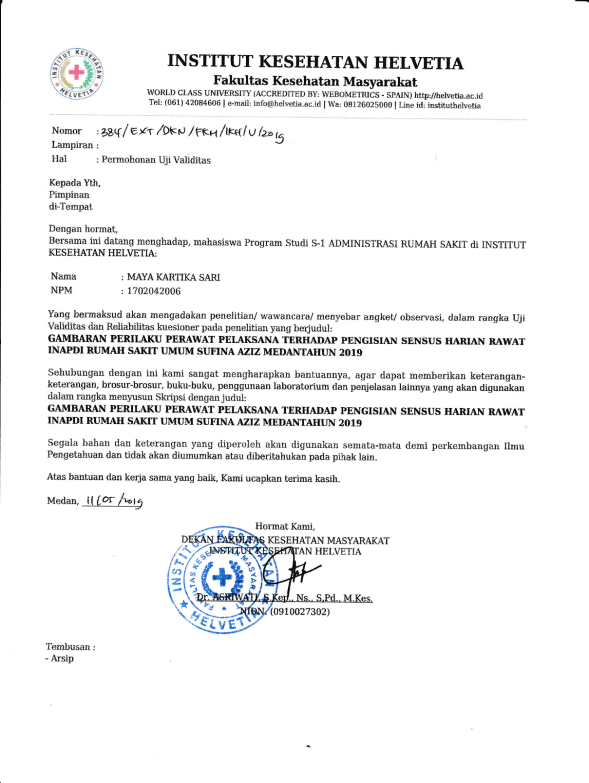 INSTITUT KESEHATAN HELVETIA
Fakultas Kesehatan Masyarakat
WORLD CLASS UNIVERSITY (ACCREDITED BY: WEBOMETRICS - SPAIN) http://helvetia.ac.id
Tel: (061) 42084606 | e-mail: info@helvetia.ac.id | Wa: 08126025000 | Line id: instituthelvetia
INSTITUT KESEHATAN
HELVETIA
Nomor : 384/EXT/DKN/FKM/IKH/V/2019
Lampiran :
Hal : Permohonan Uji Validitas
Kepada Yth,
Pimpinan
di-Tempat
Dengan hormat,
Bersama ini datang menghadap, mahasiswa Program Studi S-1 ADMINISTRASI RUMAH SAKIT di INSTITUT
KESEHATAN HELVETIA:
Nama : MAYA KARTIKA SARI
NPM : 1702042006
Yang bermaksud akan mengadakan penelitian/ wawancara/ menyebar angket/ observasi, dalam rangka Uji
Validitas dan Reliabilitas kuesioner pada penelitian yang berjudul:
GAMBARAN PERILAKU PERAWAT PELAKSANA TERHADAP PENGISIAN SENSUS HARIAN RAWAT
INAPDI RUMAH SAKIT UMUM SUFINA AZIZ MEDANTAHUN 2019
Sehubungan dengan ini kami sangat mengharapkan bantuannya, agar dapat memberikan keterangan-
keterangan, brosur-brosur, buku-buku, penggunaan laboratorium dan penjelasan lainnya yang akan digunakan
dalam rangka menyusun Skripsi dengan judul:
GAMBARAN PERILAKU PERAWAT PELAKSANA TERHADAP PENGISIAN SENSUS HARIAN RAWAT
INAPDI RUMAH SAKIT UMUM SUFINA AZIZ MEDANTAHUN 2019
Segala bahan dan keterangan yang diperoleh akan digunakan semata-mata demi perkembangan Ilmu
Pengetahuan dan tidak akan diumumkan atau diberitahukan pada pihak lain.
Atas bantuan dan kerja sama yang baik, Kami ucapkan terima kasih.
Medan, 11/05/2019
Hormat Kami,
DEKAN FAKULTAS KESEHATAN MASYARAKAT
INSTITUT KESEHATAN HELVETIA
INSTITUT KESEHATAN
FAKULTAS KESEHATAN MASYARAKAT
HELVETIA
Dr. ASRIWATI, S.Kep., Ns., S.Pd., M.Kes.
NIDN. (0910027302)
Tembusan :
- Arsip